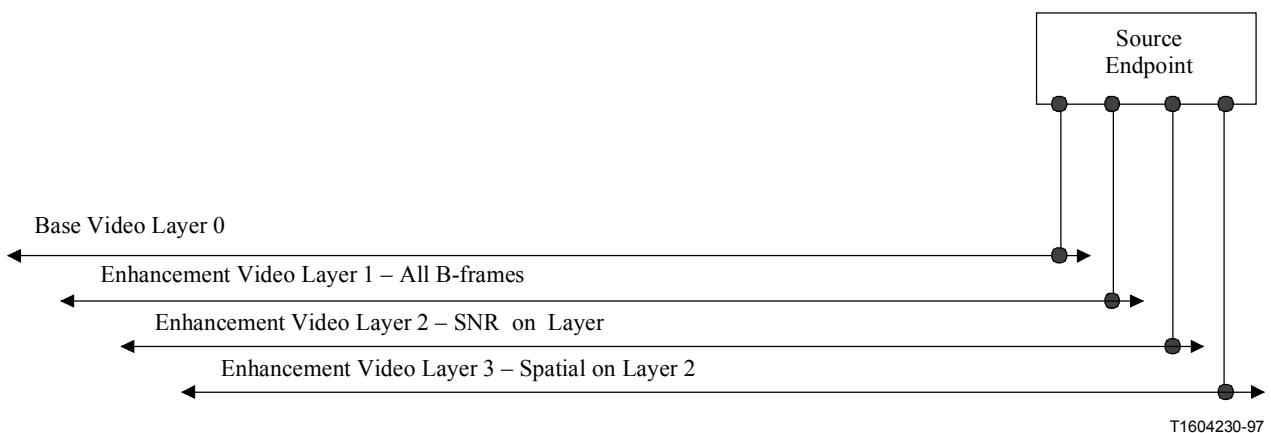 Source
Endpoint
Base Video Layer 0
Enhancement Video Layer 1 – All B-frames
Enhancement Video Layer 2 – SNR on Layer
Enhancement Video Layer 3 – Spatial on Layer 2
T1604230-97